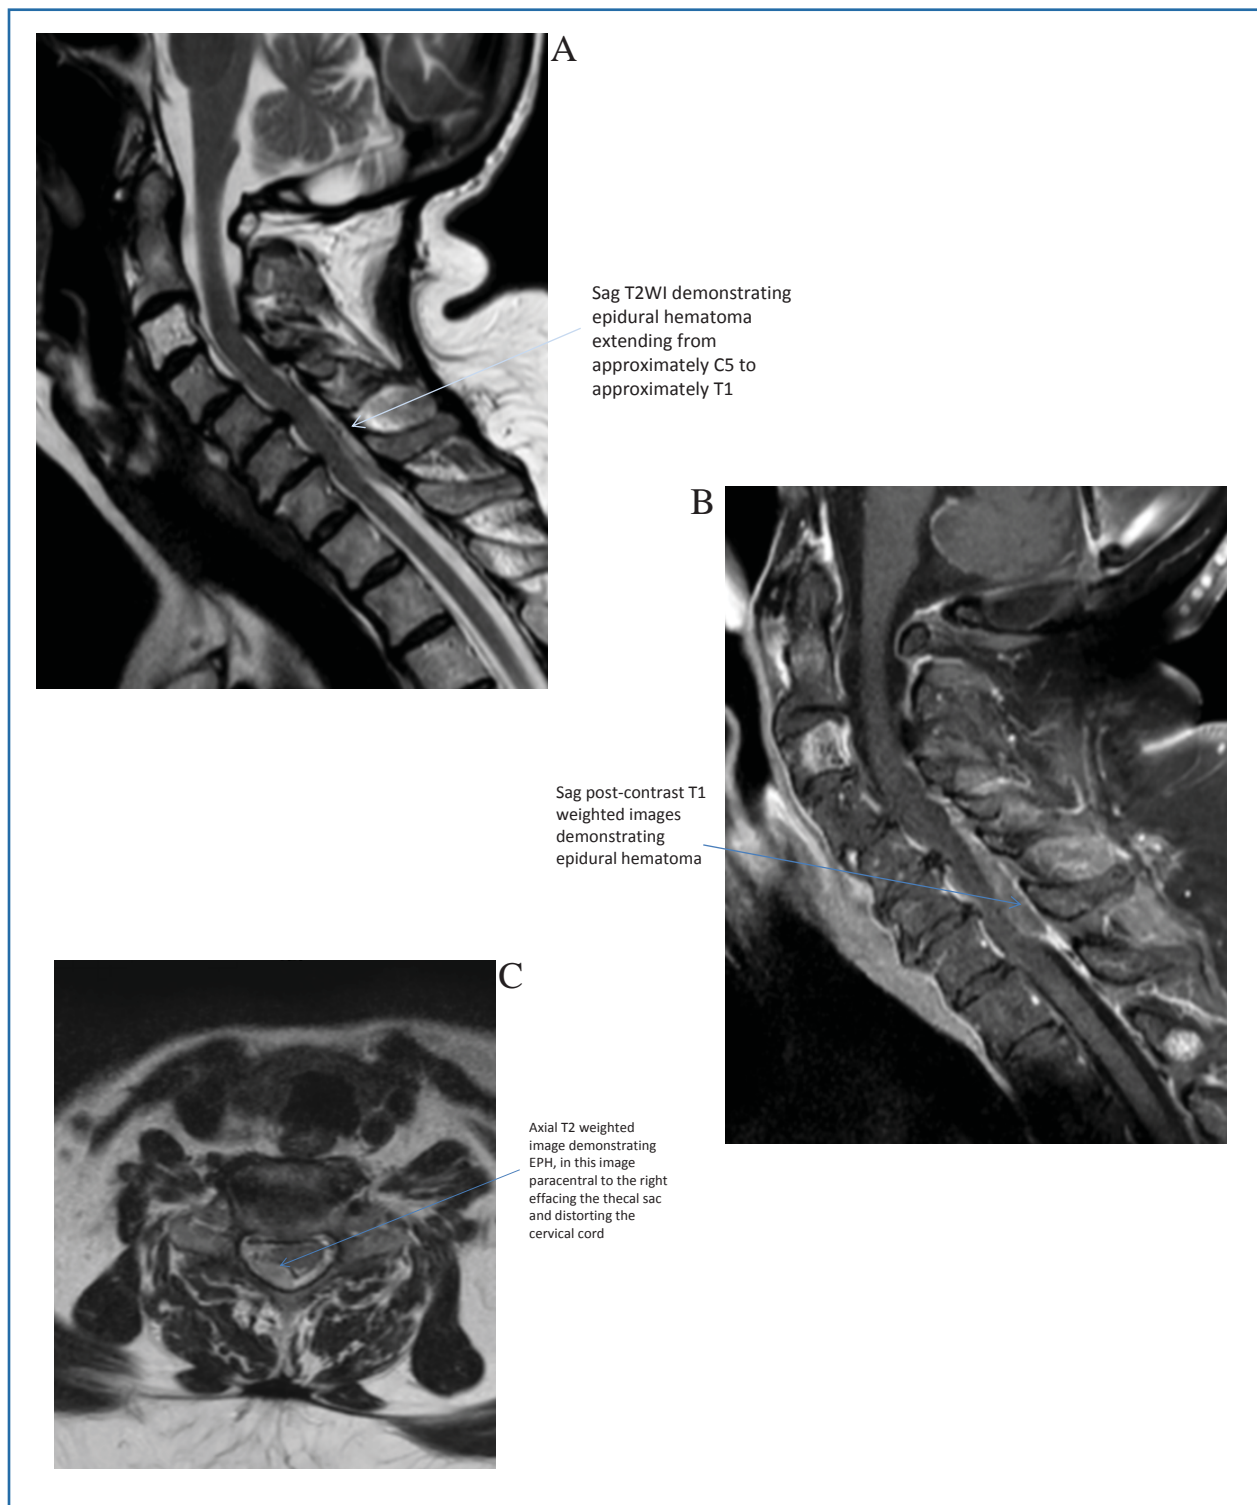 A
Sag T2WI demonstrating
epidural hematoma
extending from
approximately C5 to
approximately T1
B
Sag post-contrast T1
weighted images
demonstrating
epidural hematoma
C
Axial T2 weighted
image demonstrating
EPH, in this image
paracentral to the right
effacing the thecal sac
and distorting the
cervical cord